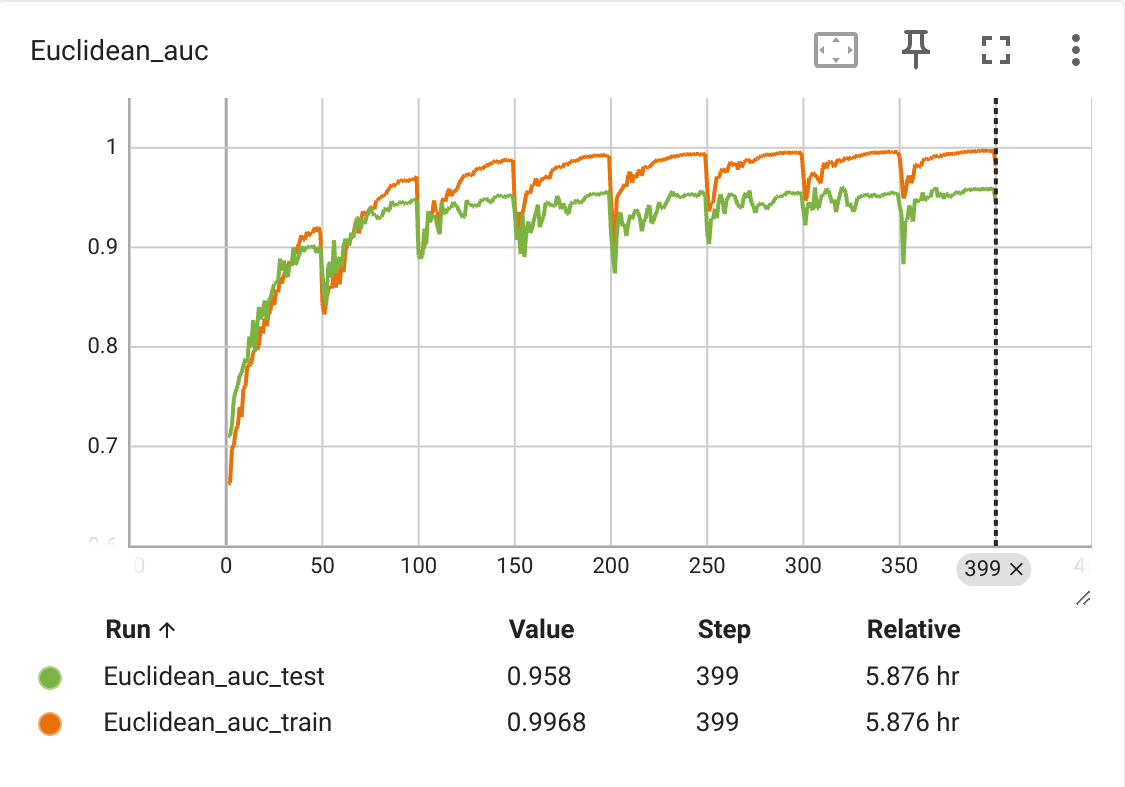 Euclidean_auc
1
0.9
0.8
0.7
0 50 100 150 200 250 300 350 399 ×
Run ↑ Value Step Relative
Euclidean_auc_test 0.958 399 5.876 hr
Euclidean_auc_train 0.9968 399 5.876 hr